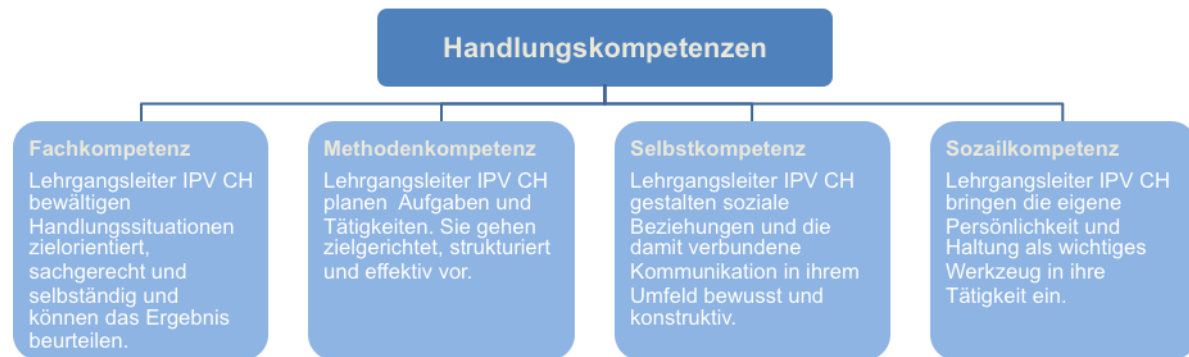 Handlungskompetenzen
Fachkompetenz
Lehrgangsleiter IPV CH
bewältigen
Handlungssituationen
zielorientiert,
sachgerecht und
selbständig und
können das Ergebnis
beurteilen.
Methodenkompetenz
Lehrgangsleiter IPV CH
planen  Aufgaben und
Tätigkeiten. Sie gehen
zielgerichtet, strukturiert
und effektiv vor.
Selbstkompetenz
Lehrgangsleiter IPV CH
gestalten soziale
Beziehungen und die
damit verbundene
Kommunikation in ihrem
Umfeld bewusst und
konstruktiv.
Sozailkompetenz
Lehrgangsleiter IPV CH
bringen die eigene
Persönlichkeit und
Haltung als wichtiges
Werkzeug in ihre
Tätigkeit ein.